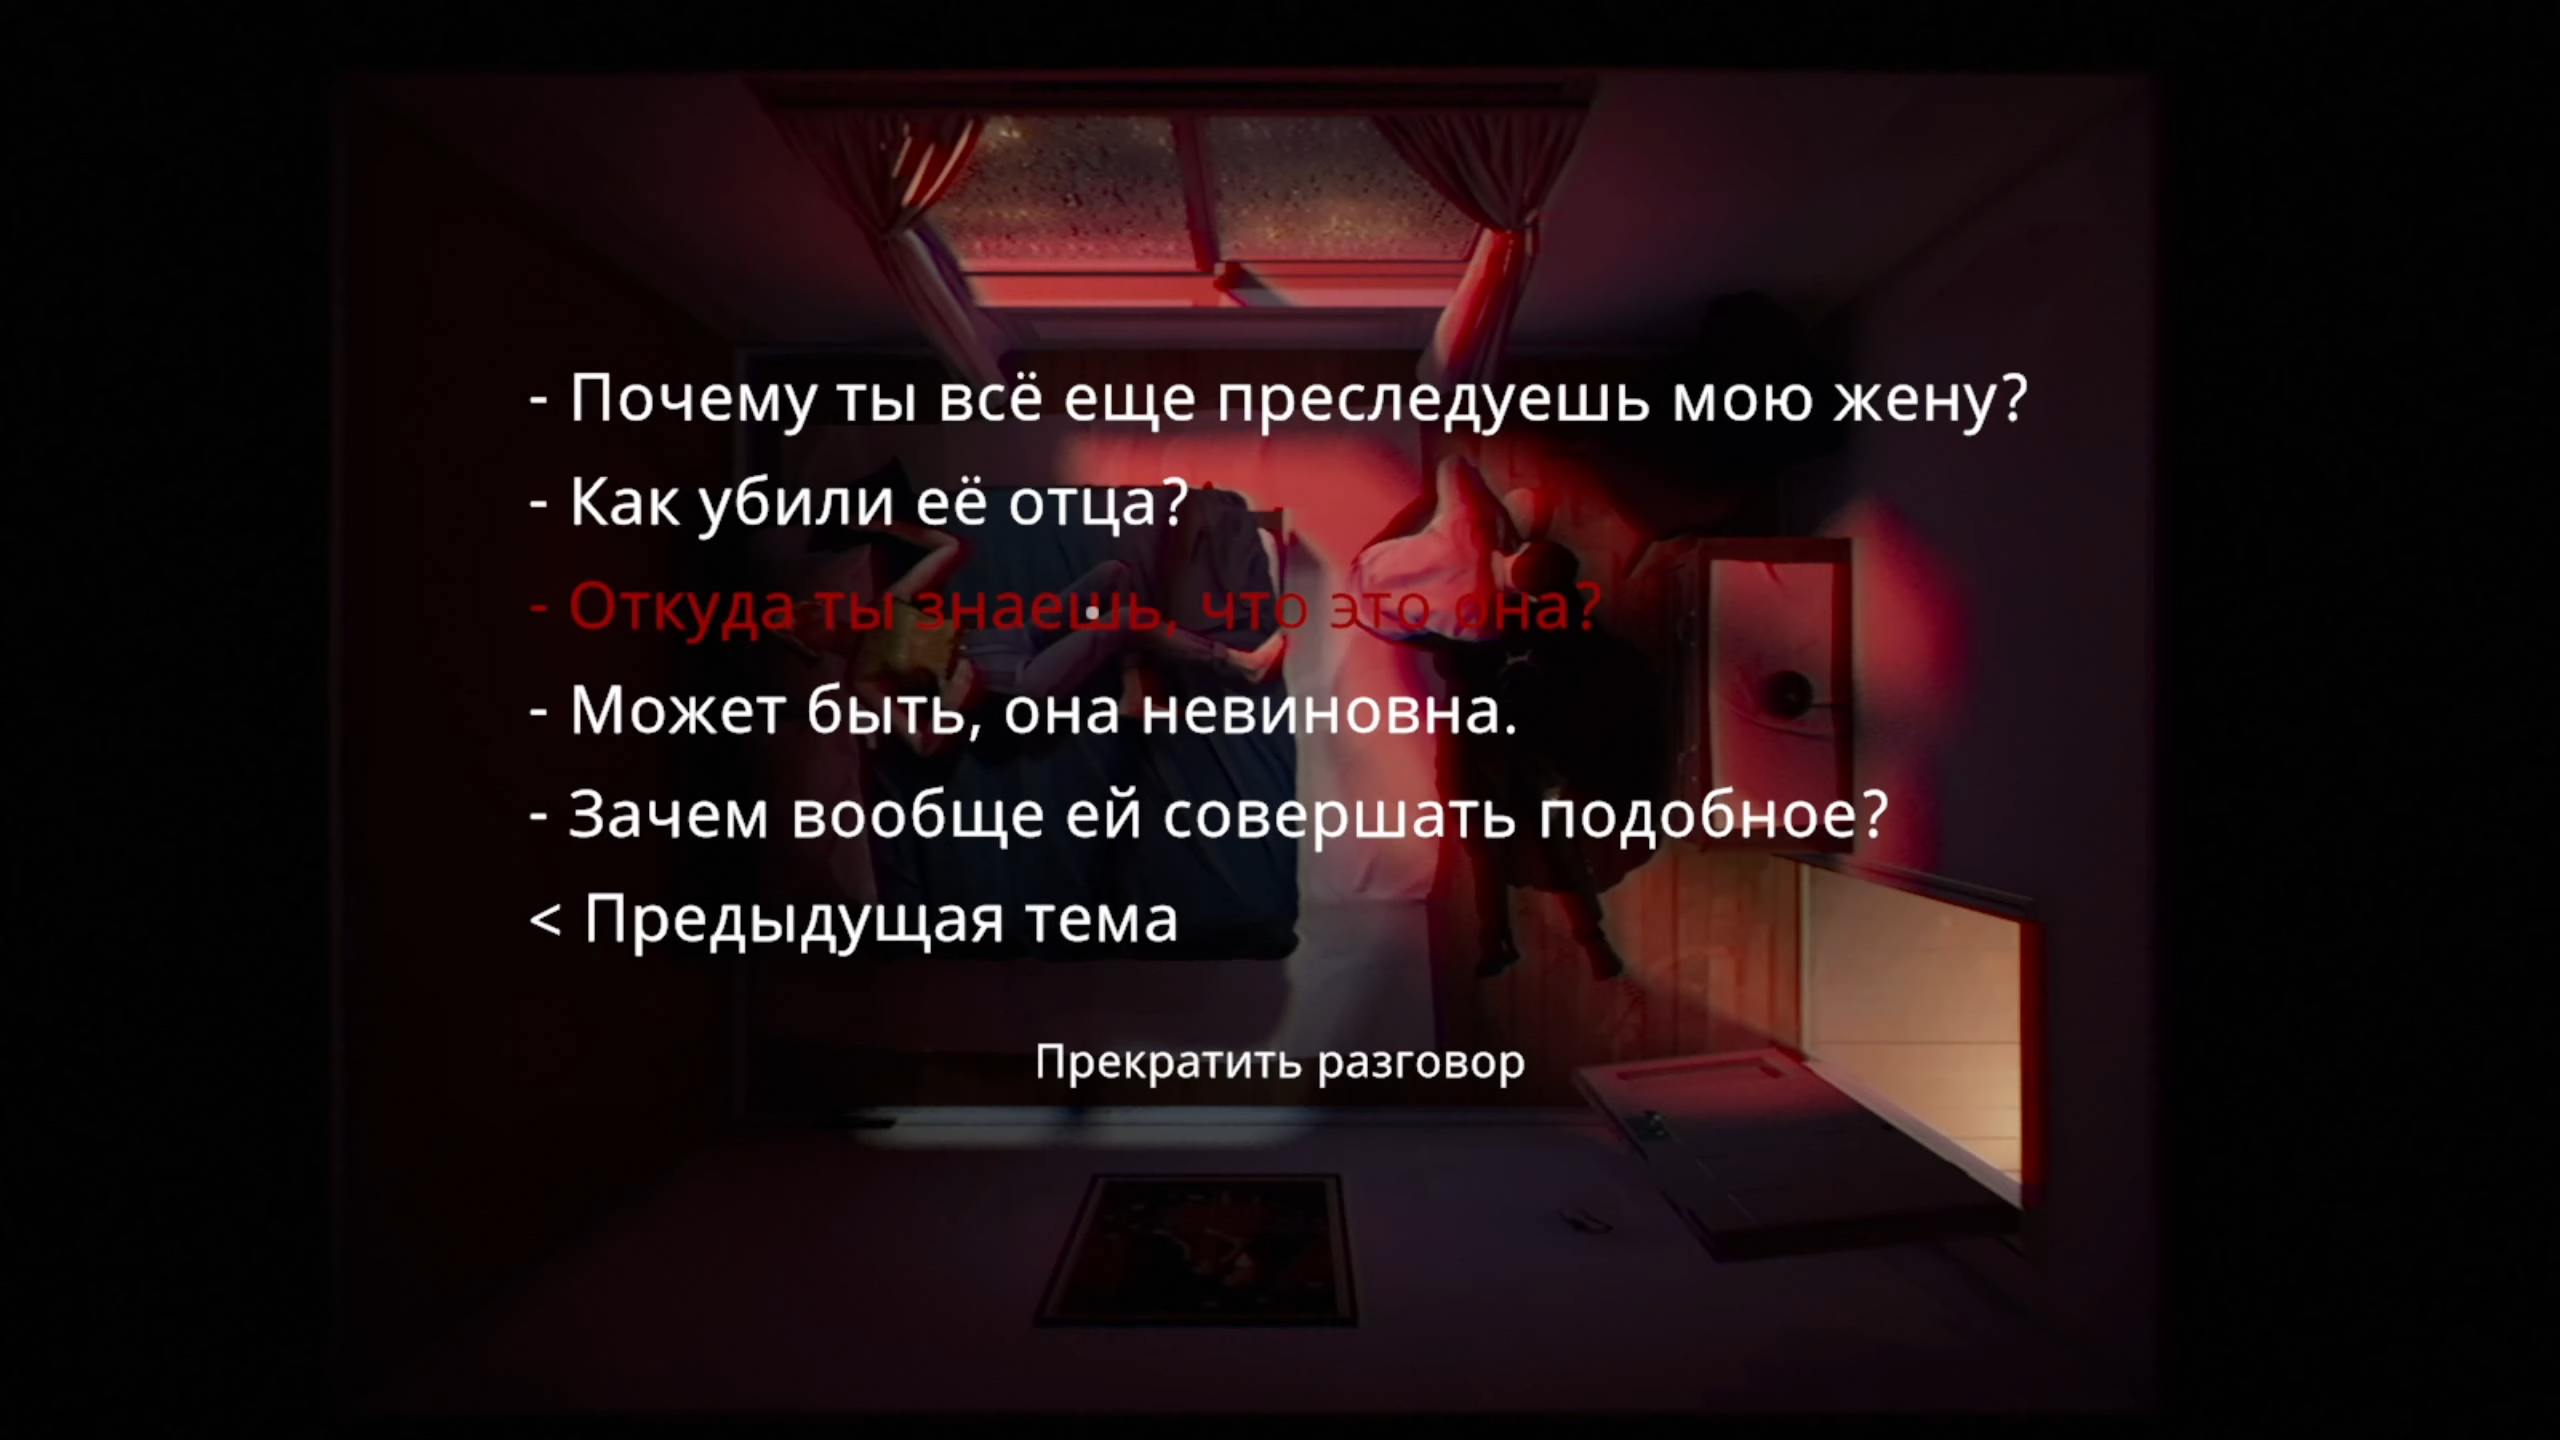 - Почему ты всё еще преследуешь мою жену?
- Как убили её отца?
- Откуда ты знаешь, что это она?
- Может быть, она невиновна.
- Зачем вообще ей совершать подобное?
< Предыдущая тема
Прекратить разговор